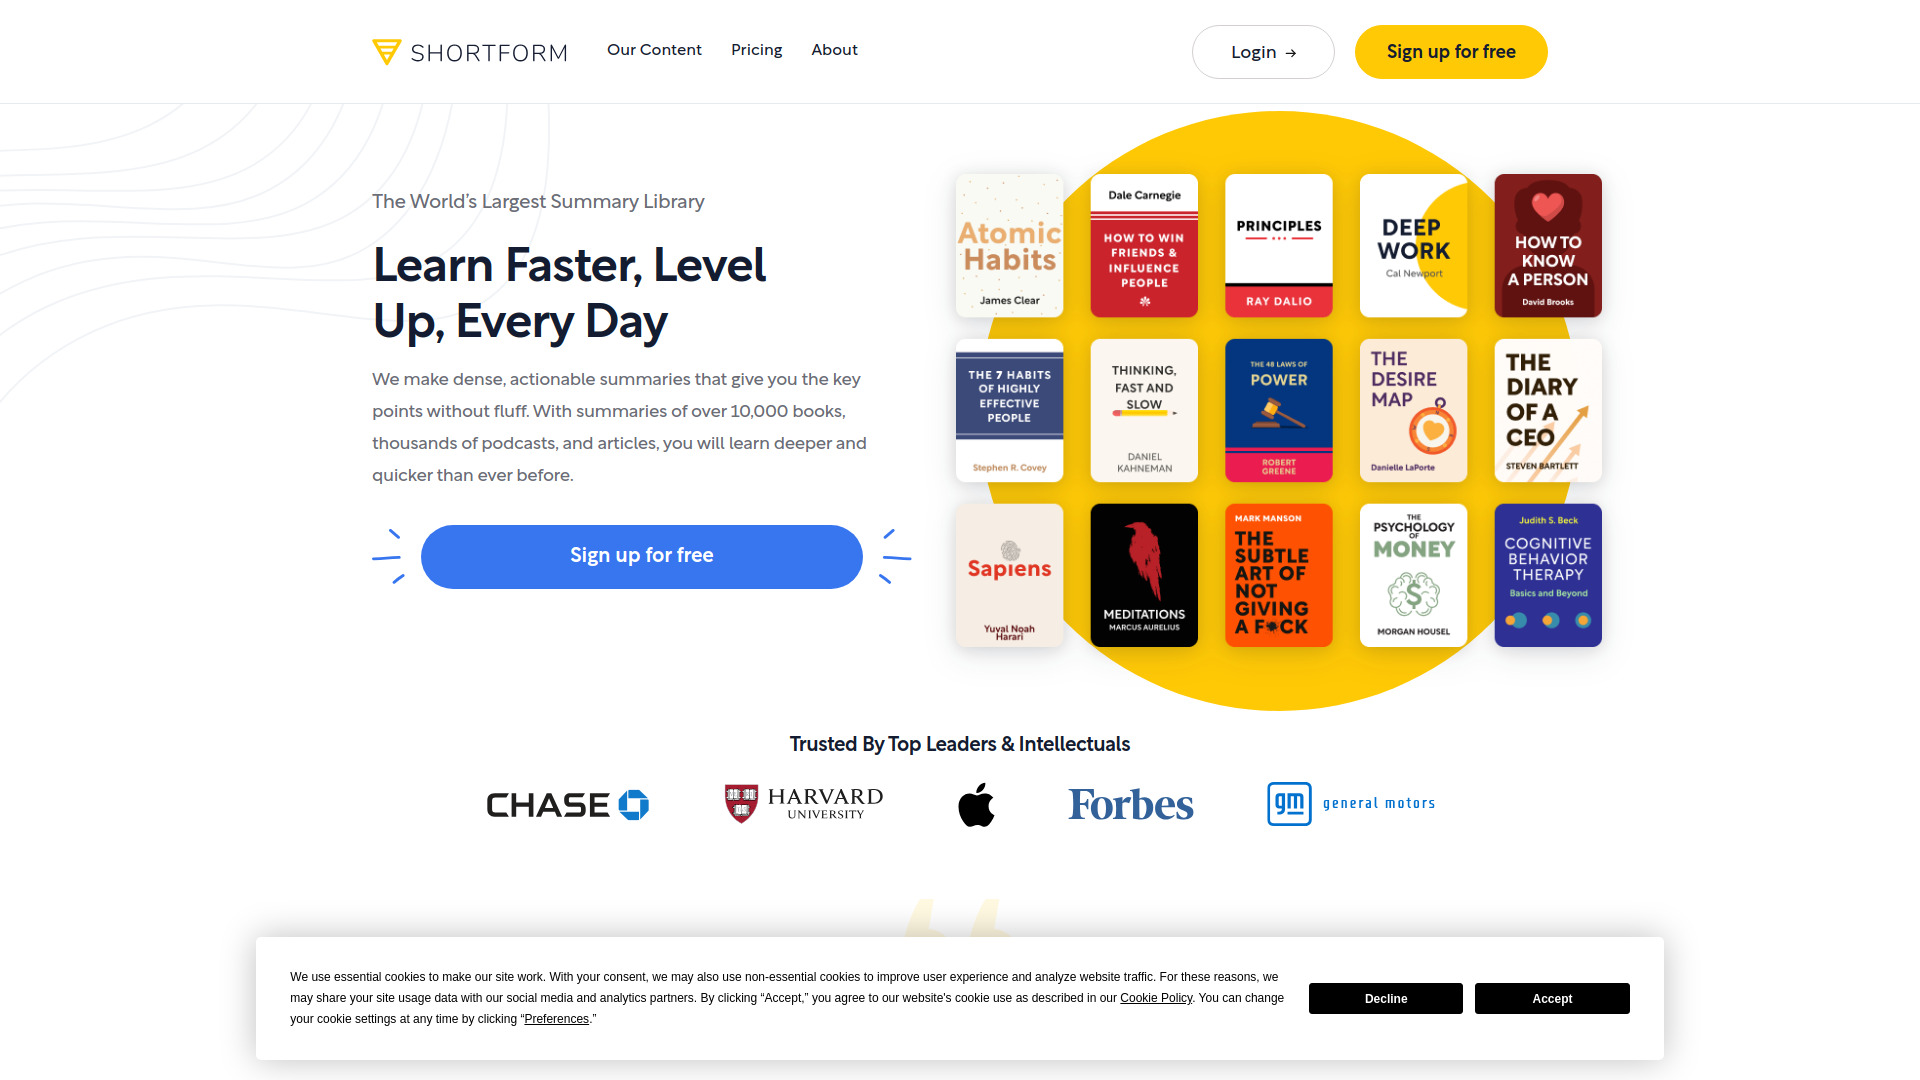 SHORTFORM
Our Content
Pricing
About
Login →
Sign up for free
The World's Largest Summary Library
Learn Faster, Level
Up, Every Day
We make dense, actionable summaries that give you the key
points without fluff. With summaries of over 10,000 books,
thousands of podcasts, and articles, you will learn deeper and
quicker than ever before.
Sign up for free
Atomic
Habits
James Clear
Dale Carnegie
HOW TO WIN
FRIENDS &
INFLUENCE
PEOPLE
PRINCIPLES
RAY DALIO
DEEP
WORK
Cal Newport
HOW TO
KNOW
A PERSON
David Brooks
THE 7 HABITS
OF HIGHLY
EFFECTIVE
PEOPLE
Stephen R. Covey
THINKING,
FAST AND
SLOW
DANIEL
KAHNEMAN
THE 48 LAWS OF
POWER
ROBERT
GREENE
THE
DESIRE
MAP
Danielle LaPorte
THE
DIARY
OF A
CEO
STEVEN BARTLETT
Sapiens
Yuval Noah
Harari
MEDITATIONS
MARCUS AURELIUS
MARK MANSON
THE
SUBTLE
ART OF
NOT
GIVING
A F*CK
THE
PSYCHOLOGY
OF
MONEY
MORGAN HOUSEL
Judith S. Beck
COGNITIVE
BEHAVIOR
THERAPY
Basics and Beyond
Trusted By Top Leaders & Intellectuals
CHASE
HARVARD
UNIVERSITY
Forbes
gm
general motors
We use essential cookies to make our site work. With your consent, we may also use non-essential cookies to improve user experience and analyze website traffic. For these reasons, we
may share your site usage data with our social media and analytics partners. By clicking “Accept,” you agree to our website's cookie use as described in our Cookie Policy. You can change
your cookie settings at any time by clicking “Preferences.”
Decline
Accept